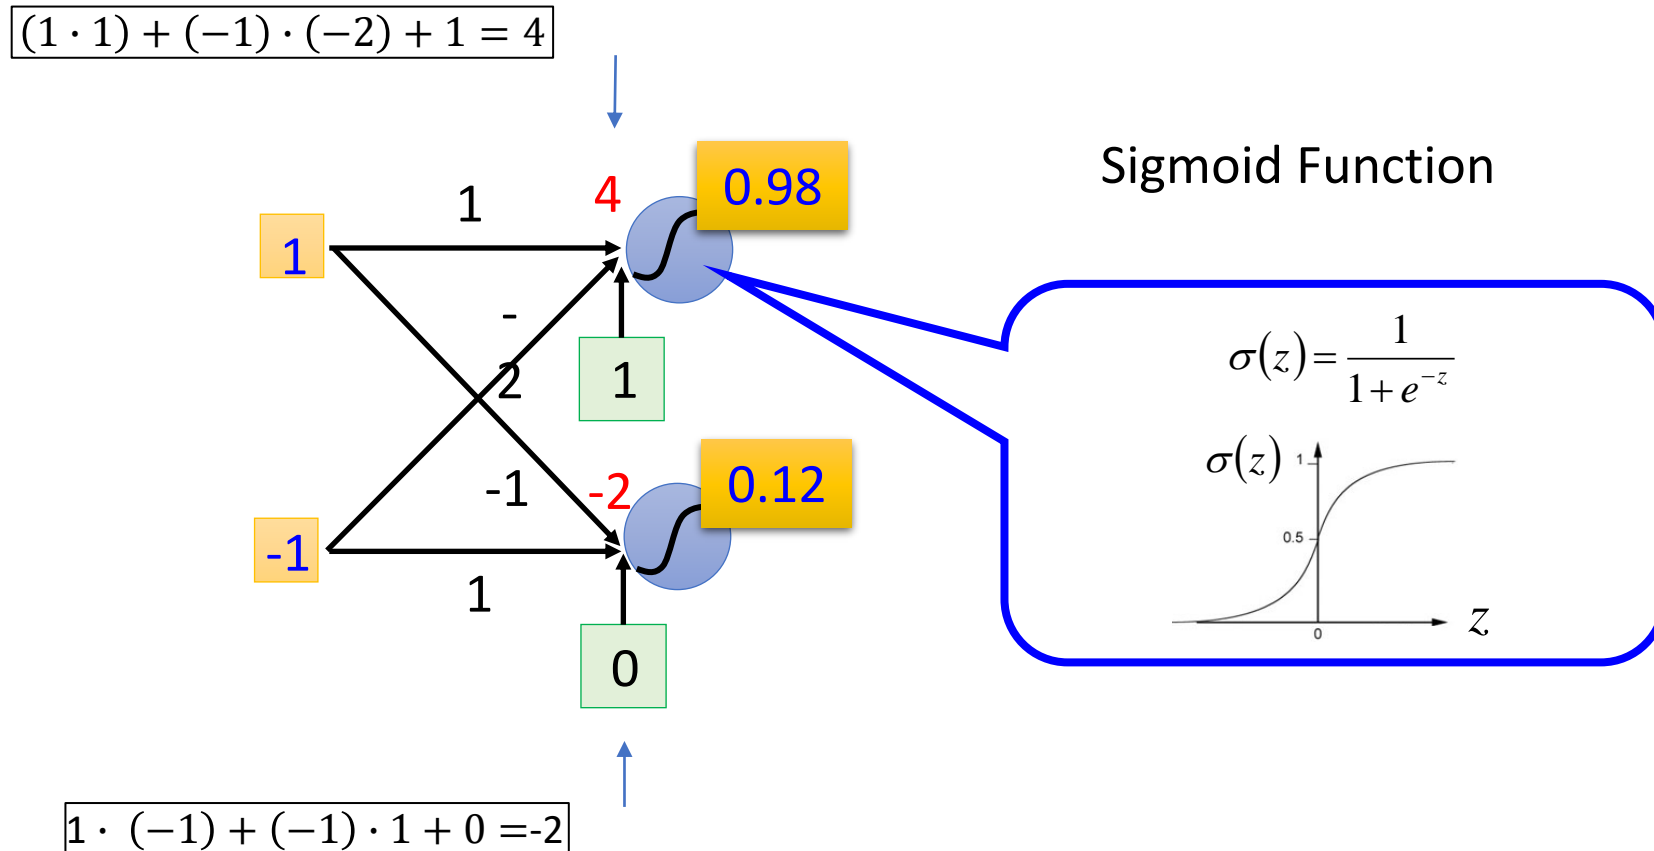 (1 · 1) + (−1) · (−2) + 1 = 4
Sigmoid Function
1
4
0.98
1
-
2
1
σ(z) = 1 / (1 + e^{−z})
σ(z)
1
0.5
0
z
-1
-2
0.12
-1
1
0
1 · (−1) + (−1) · 1 + 0 =-2